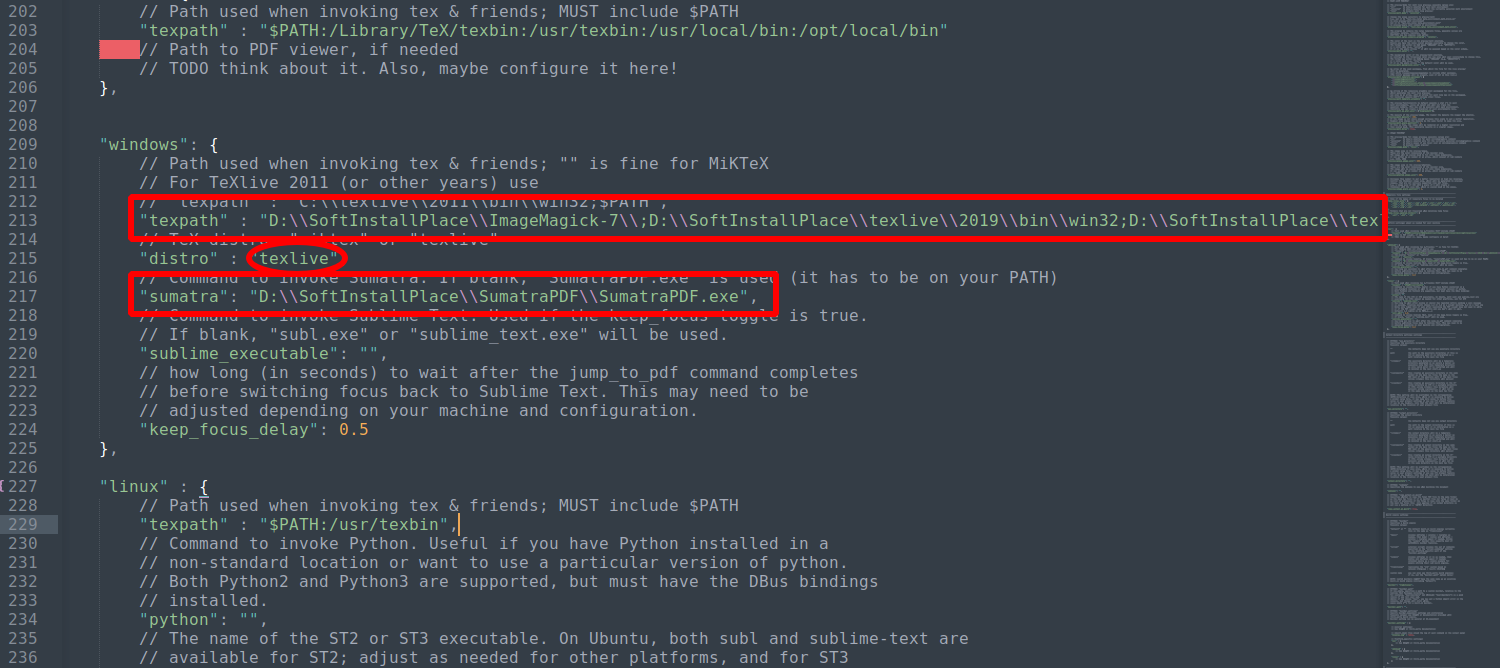 202 // Path used when invoking tex & friends; MUST include $PATH
203 "texpath" : "$PATH:/Library/TeX/texbin:/usr/texbin:/usr/local/bin:/opt/local/bin"
204 // Path to PDF viewer, if needed
205 // TODO think about it. Also, maybe configure it here!
206 },
207
208
209 "windows": {
210 // Path used when invoking tex & friends; "" is fine for MiKTeX
211 // For TeXlive 2011 (or other years) use
212 // "texpath" : "C:\\texlive\\2011\\bin\\win32;$PATH",
213 "texpath" : "D:\\SoftInstallPlace\\ImageMagick-7\\;D:\\SoftInstallPlace\\texlive\\2019\\bin\\win32;D:\\SoftInstallPlace\\tex
214 // TeX distro: "miktex" or "texlive"
215 "distro" : "texlive"
216 // Command to invoke Sumatra. If blank, "SumatraPDF.exe" is used (it has to be on your PATH)
217 "sumatra": "D:\\SoftInstallPlace\\SumatraPDF\\SumatraPDF.exe",
218 // Command to invoke Sublime Text. Used if the keep_focus toggle is true.
219 // If blank, "subl.exe" or "sublime_text.exe" will be used.
220 "sublime_executable": "",
221 // how long (in seconds) to wait after the jump_to_pdf command completes
222 // before switching focus back to Sublime Text. This may need to be
223 // adjusted depending on your machine and configuration.
224 "keep_focus_delay": 0.5
225 },
226
227 "linux" : {
228 // Path used when invoking tex & friends; MUST include $PATH
229 "texpath" : "$PATH:/usr/texbin",
230 // Command to invoke Python. Useful if you have Python installed in a
231 // non-standard location or want to use a particular version of python.
232 // Both Python2 and Python3 are supported, but must have the DBus bindings
233 // installed.
234 "python": "",
235 // The name of the ST2 or ST3 executable. On Ubuntu, both subl and sublime-text are
236 // available for ST2; adjust as needed for other platforms, and for ST3